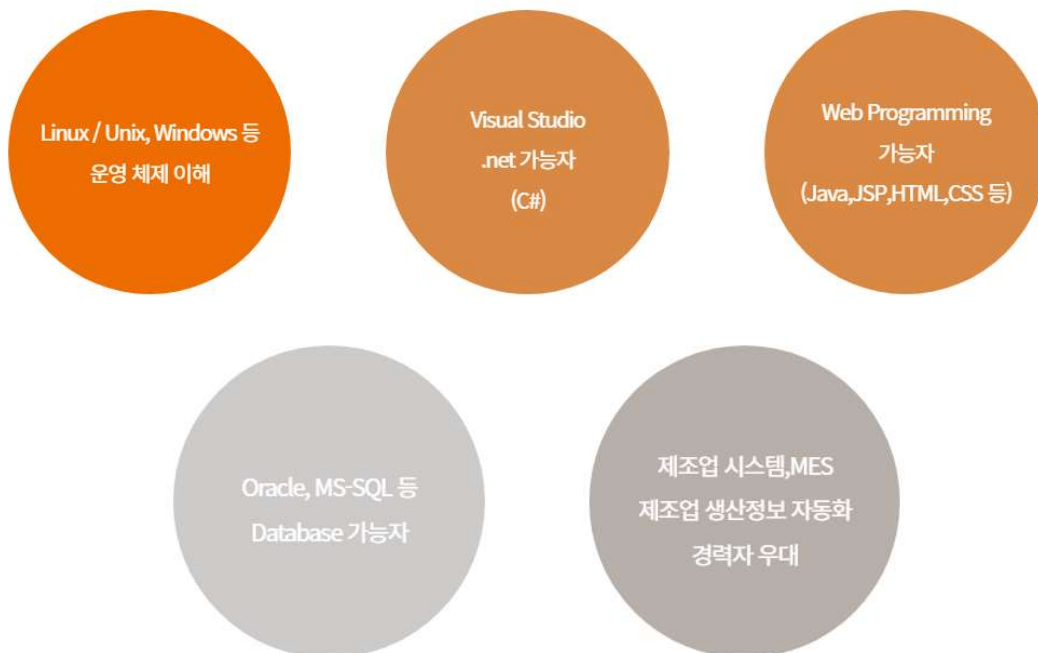 Linux / Unix, Windows 등
운영 체제 이해
Visual Studio
.net 가능자
(C#)
Web Programming
가능자
(Java,JSP,HTML,CSS 등)
Oracle, MS-SQL 등
Database 가능자
제조업 시스템,MES
제조업 생산정보 자동화
경력자 우대